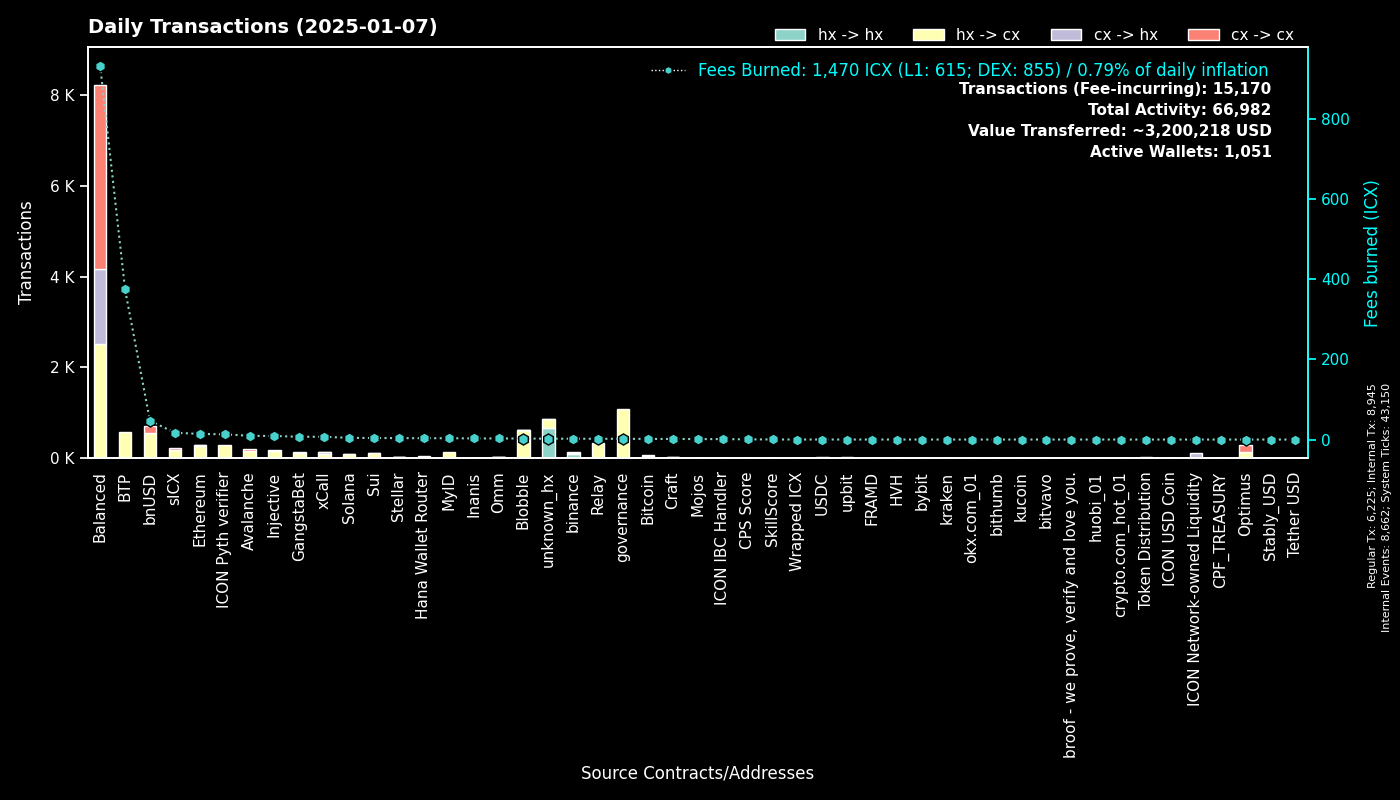 Daily Transactions (2025-01-07)
hx -> hx
hx -> cx
cx -> hx
cx -> cx
Fees Burned: 1,470 ICX (L1: 615; DEX: 855) / 0.79% of daily inflation
Transactions (Fee-incurring): 15,170
Total Activity: 66,982
Value Transferred: ~3,200,218 USD
Active Wallets: 1,051
Transactions
8 K
6 K
4 K
2 K
0 K
800
600
400
200
0
Fees burned (ICX)
Balanced
BTP
bnUSD
sICX
Ethereum
ICON Pyth verifier
Avalanche
Injective
GangstaBet
xCall
Solana
Sui
Stellar
Hana Wallet Router
MyID
Inanis
Omm
Blobble
unknown_hx
binance
Relay
governance
Bitcoin
Craft
Mojos
ICON IBC Handler
CPS Score
SkillScore
Wrapped ICX
USDC
upbit
FRAMD
HVH
bybit
kraken
okx.com_01
bithumb
kucoin
bitvavo
broof - we prove, verify and love you.
huobi_01
crypto.com_hot_01
Token Distribution
ICON USD Coin
ICON Network-owned Liquidity
CPF_TREASURY
Optimus
Stably_USD
Tether USD
Source Contracts/Addresses
Regular Tx: 6,225; Internal Tx: 8,945
Internal Events: 8,662; System Ticks: 43,150